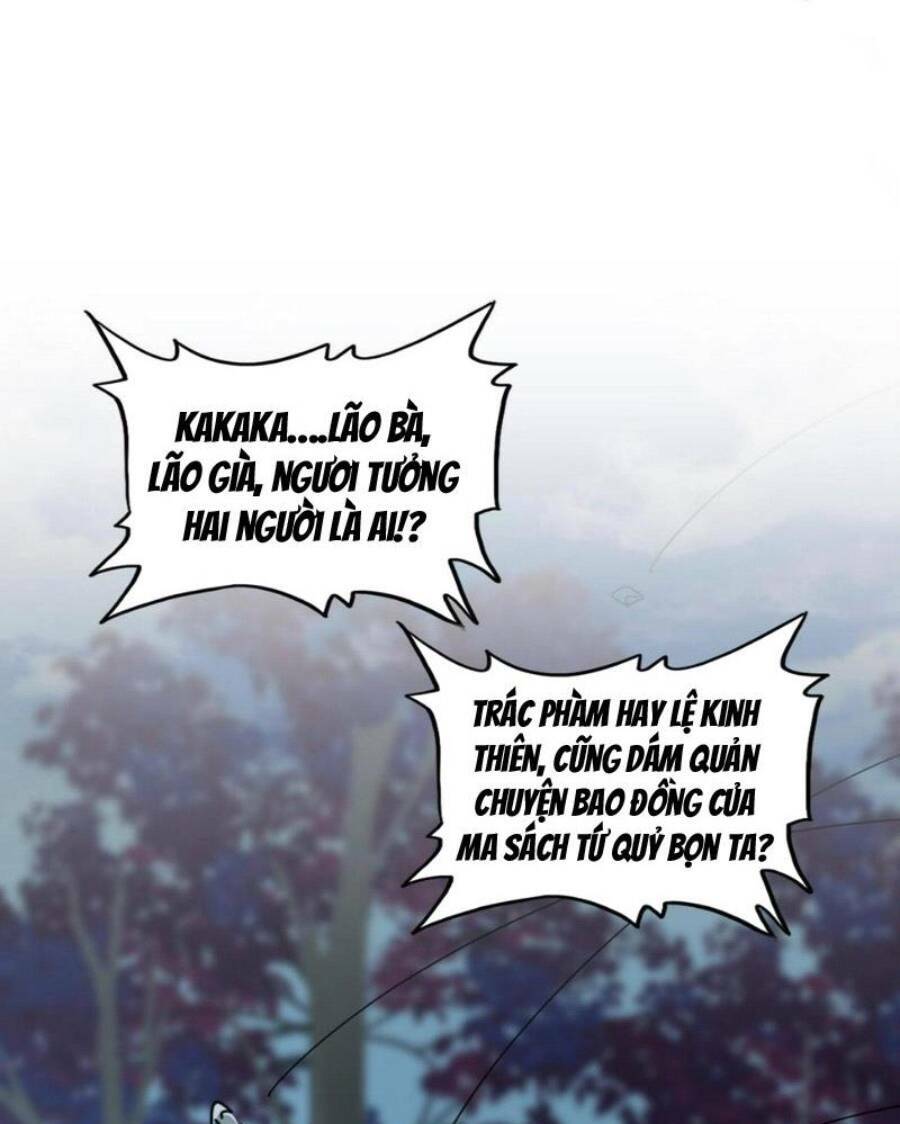 KAKAKA.....LÃO BÀ,
LÃO GIÀ, NGƯƠI TƯỞNG
HAI NGƯỜI LÀ AI!?
TRÁC PHÀM HAY LỆ KINH
THIÊN, CŨNG DÁM QUẢN
CHUYỆN BAO ĐỒNG CỦA
MA SÁCH TỨ QUỶ BỌN TA?